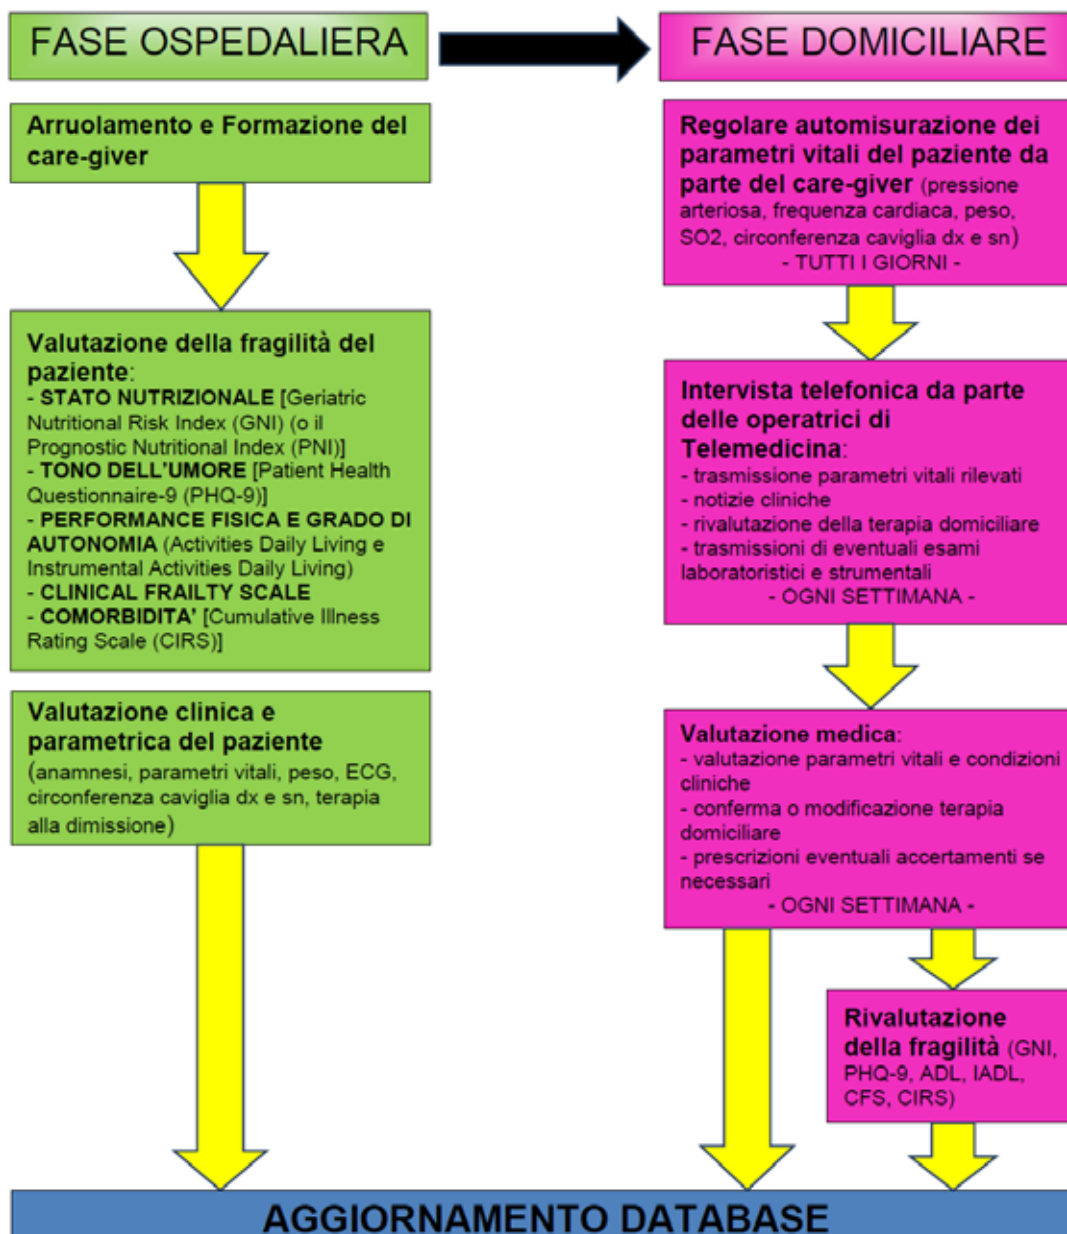 FASE OSPEDALIERA
Arruolamento e Formazione del
care-giver
Valutazione della fragilità del
paziente:
- STATO NUTRIZIONALE [Geriatric
Nutritional Risk Index (GNI) (o il
Prognostic Nutritional Index (PNI)]
- TONO DELL'UMORE [Patient Health
Questionnaire-9 (PHQ-9)]
- PERFORMANCE FISICA E GRADO DI
AUTONOMIA (Activities Daily Living e
Instrumental Activities Daily Living)
- CLINICAL FRAILTY SCALE
- COMORBIDITA' [Cumulative Illness
Rating Scale (CIRS)]
Valutazione clinica e
parametrica del paziente
(anamnesi, parametri vitali, peso, ECG,
circonferenza caviglia dx e sn, terapia
alla dimissione)
FASE DOMICILIARE
Regolare automisurazione dei
parametri vitali del paziente da
parte del care-giver (pressione
arteriosa, frequenza cardiaca, peso,
SO2, circonferenza caviglia dx e sn)
- TUTTI I GIORNI -
Intervista telefonica da parte
delle operatrici di
Telemedicina:
- trasmissione parametri vitali rilevati
- notizie cliniche
- rivalutazione della terapia domiciliare
- trasmissioni di eventuali esami
laboratoristici e strumentali
- OGNI SETTIMANA -
Valutazione medica:
- valutazione parametri vitali e condizioni
cliniche
- conferma o modificazione terapia
domiciliare
- prescrizioni eventuali accertamenti se
necessari
- OGNI SETTIMANA -
Rivalutazione
della fragilità (GNI,
PHQ-9, ADL, IADL,
CFS, CIRS)
AGGIORNAMENTO DATABASE